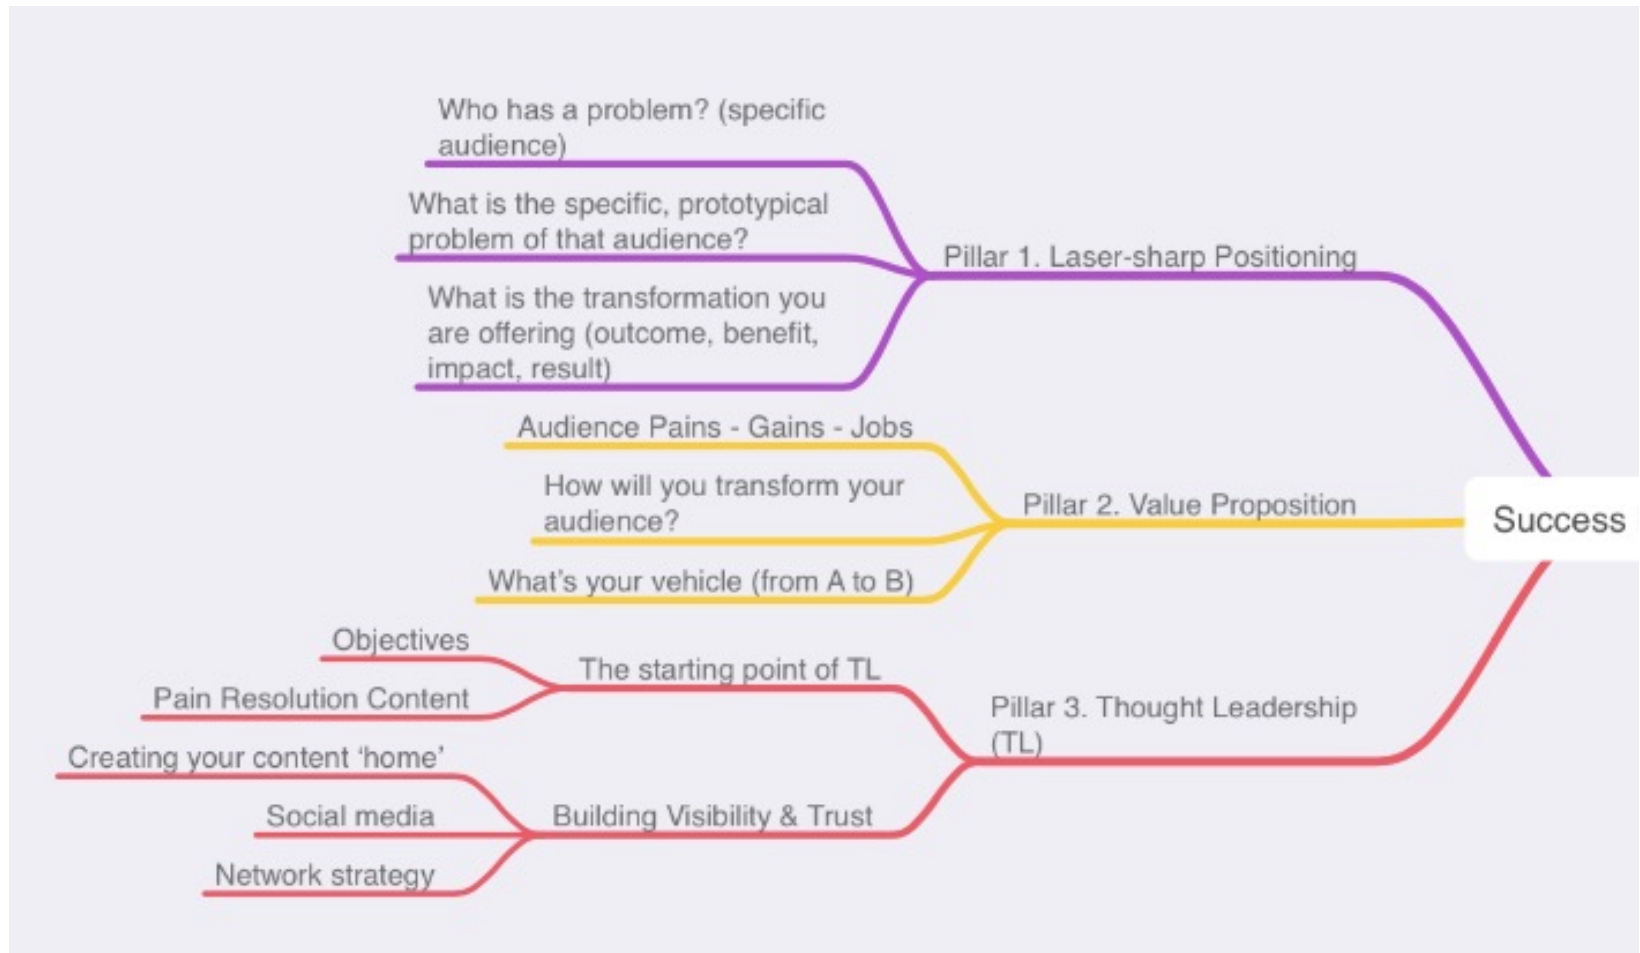 Who has a problem? (specific
audience)
What is the specific, prototypical
problem of that audience?
What is the transformation you
are offering (outcome, benefit,
impact, result)
Pillar 1. Laser-sharp Positioning
Audience Pains - Gains - Jobs
How will you transform your
audience?
What’s your vehicle (from A to B)
Pillar 2. Value Proposition
Success
Objectives
Pain Resolution Content
The starting point of TL
Pillar 3. Thought Leadership
(TL)
Creating your content ‘home’
Social media
Network strategy
Building Visibility & Trust